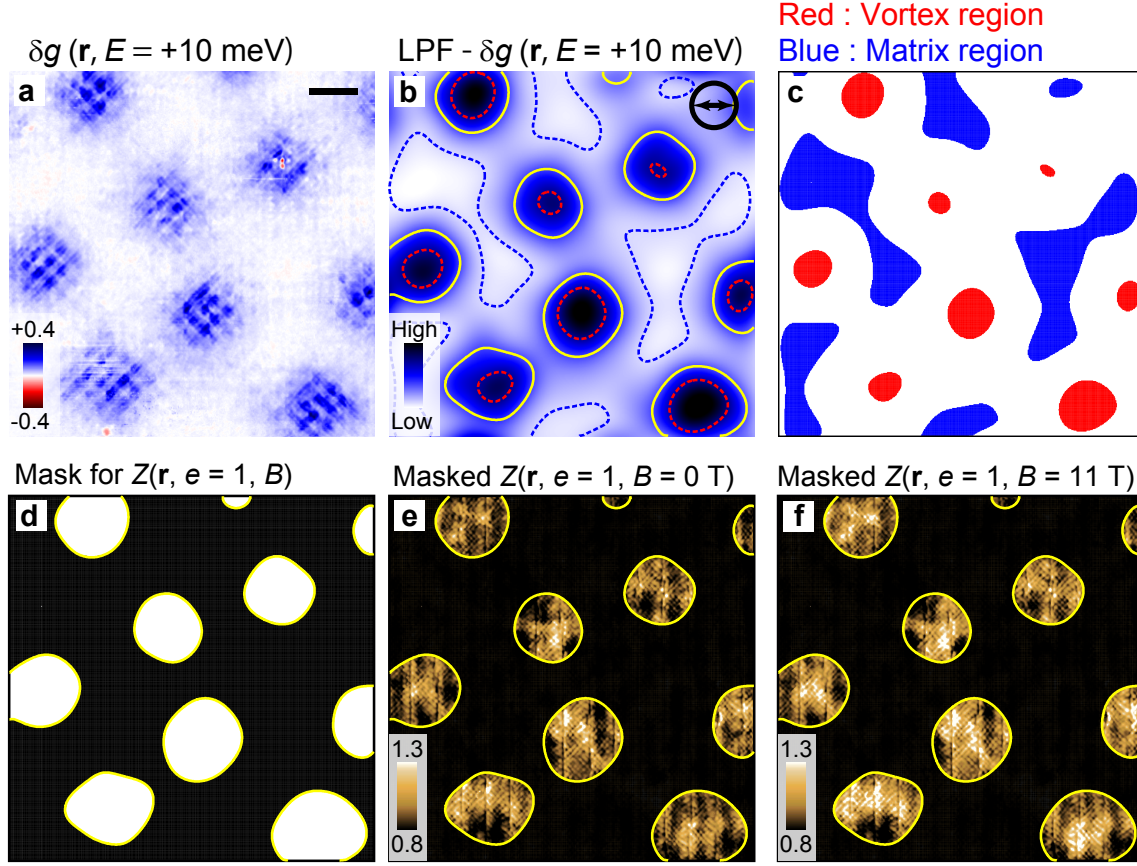 Red : Vortex region
δg (r, E = +10 meV)
LPF - δg (r, E = +10 meV)
Blue : Matrix region
a
b
c
+0.4
-0.4
High
Low
Mask for Z(r, e = 1, B)
Masked Z(r, e = 1, B = 0 T)
Masked Z(r, e = 1, B = 11 T)
d
e
f
1.3
0.8
1.3
0.8